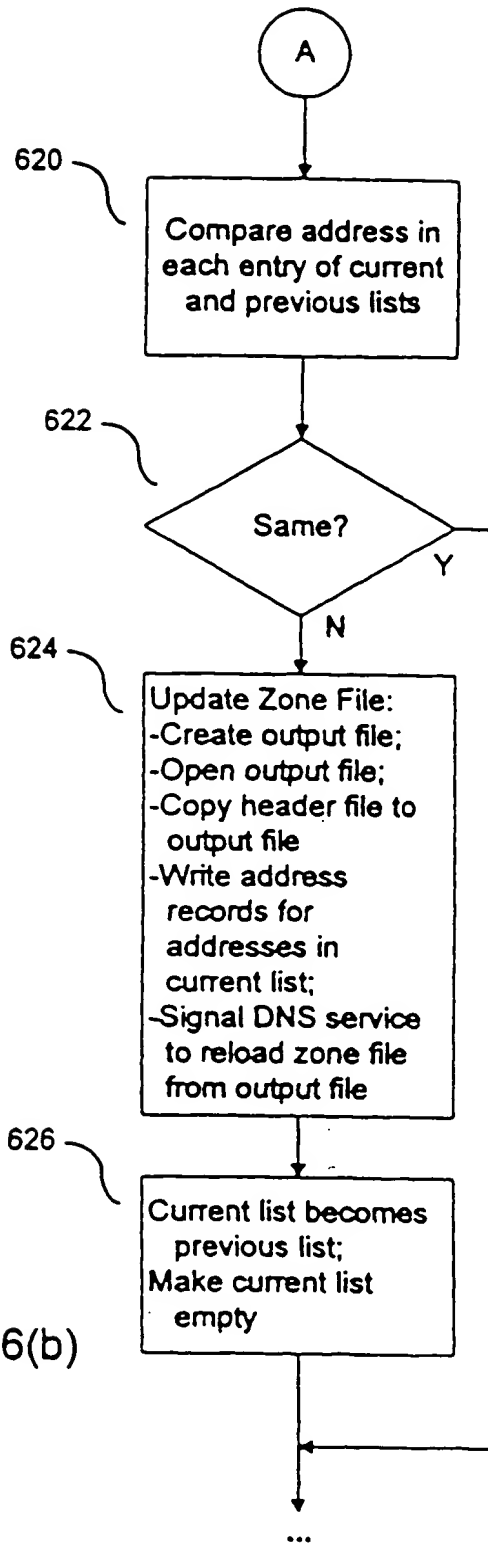 A
620
Compare address in
each entry of current
and previous lists
622
Same?
Y
N
624
Update Zone File:
-Create output file;
-Open output file;
-Copy header file to
output file
-Write address
records for
addresses in
current list;
-Signal DNS service
to reload zone file
from output file
626
Current list becomes
previous list;
Make current list
empty
6(b)
...